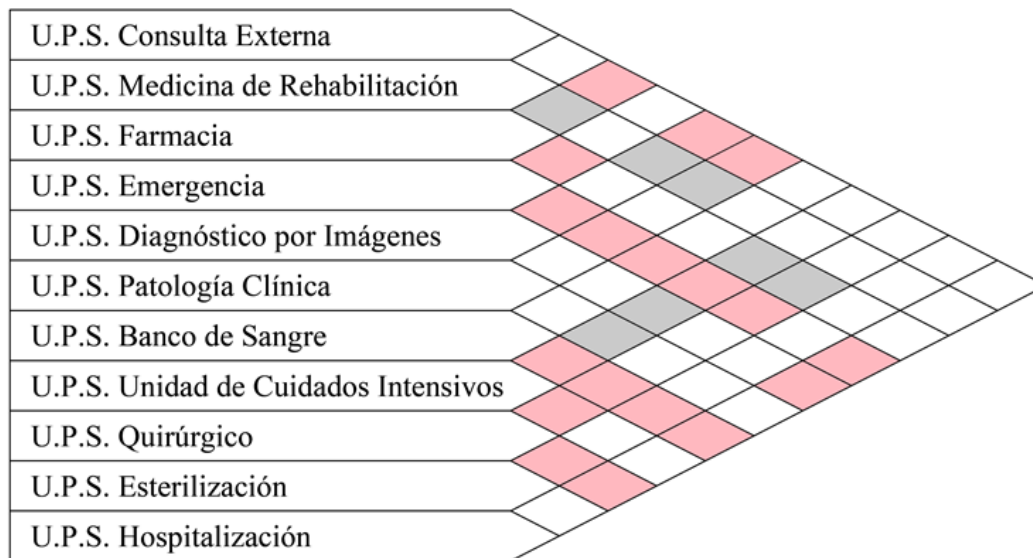 U.P.S. Consulta Externa
U.P.S. Medicina de Rehabilitación
U.P.S. Farmacia
U.P.S. Emergencia
U.P.S. Diagnóstico por Imágenes
U.P.S. Patología Clínica
U.P.S. Banco de Sangre
U.P.S. Unidad de Cuidados Intensivos
U.P.S. Quirúrgico
U.P.S. Esterilización
U.P.S. Hospitalización